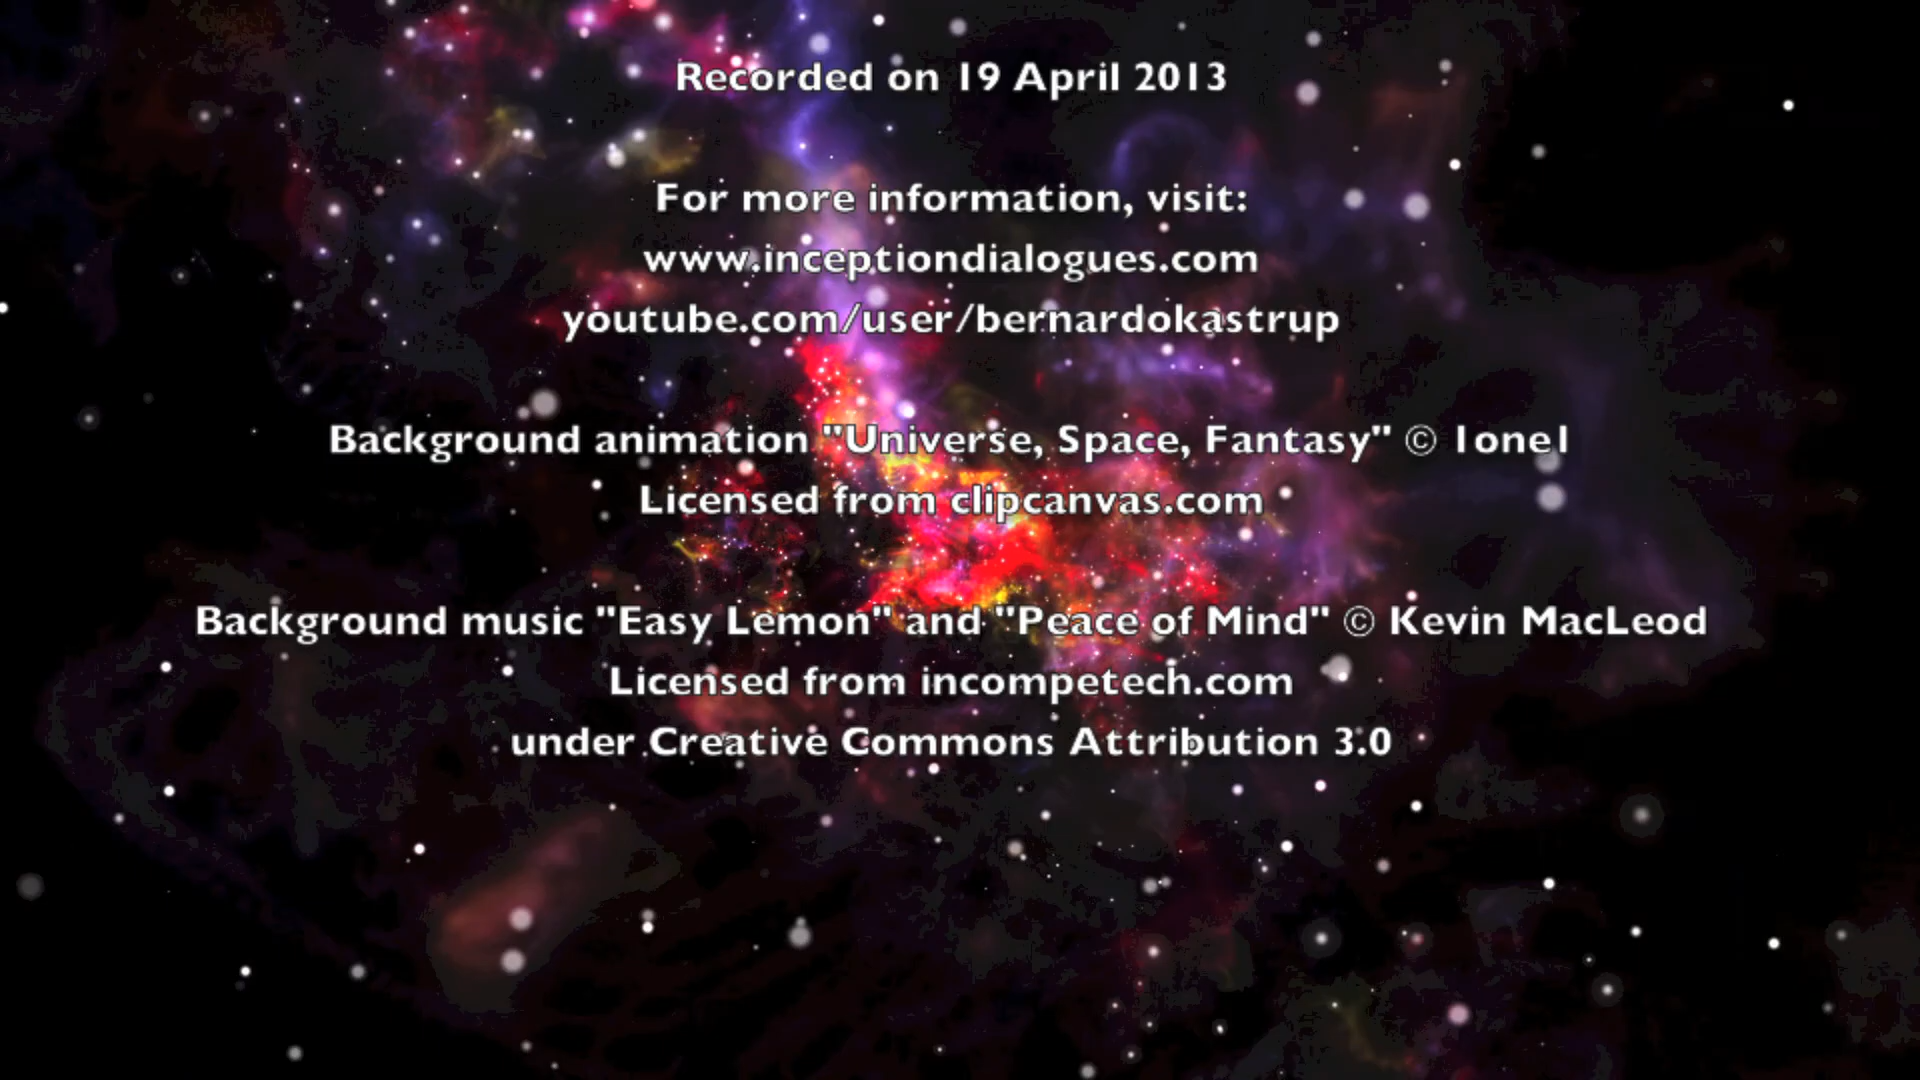 Recorded on 19 April 2013
For more information, visit:
www.inceptiondialogues.com
youtube.com/user/bernardokastrup
Background animation "Universe, Space, Fantasy" © 1one1
Licensed from clipcanvas.com
Background music "Easy Lemon" and "Peace of Mind" © Kevin MacLeod
Licensed from incompetech.com
under Creative Commons Attribution 3.0